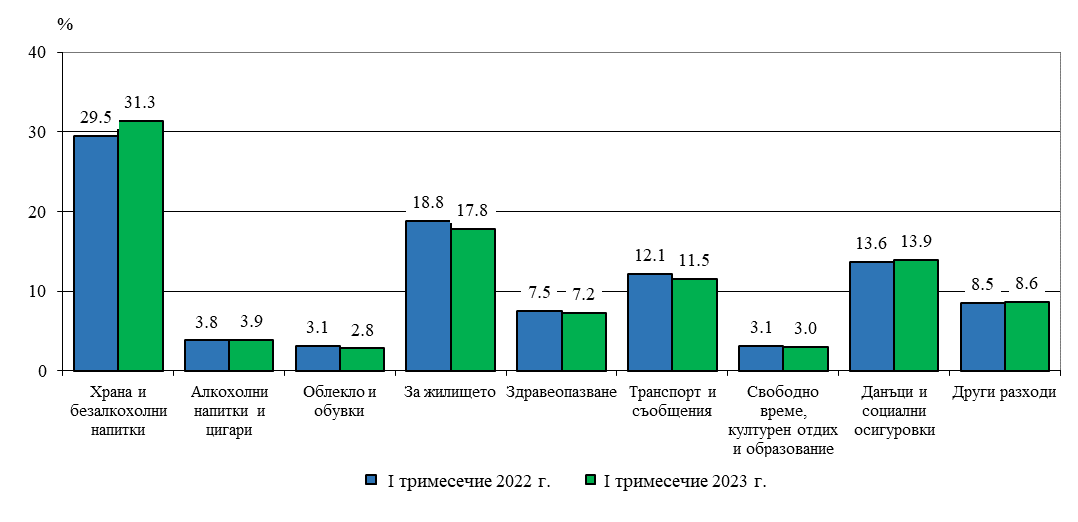 %
40
30
20
10
0
29.5
31.3
3.8
3.9
3.1
2.8
18.8
17.8
7.5
7.2
12.1
11.5
3.1
3.0
13.6
13.9
8.5
8.6
Храна и
безалкохолни
напитки
Алкохолни
напитки и
цигари
Облекло и
обувки
За жилището
Здравеопазване
Транспорт и
съобщения
Свободно
време,
културен отдих
и образование
Данъци и
социални
осигуровки
Други разходи
I тримесечие 2022 г.
I тримесечие 2023 г.